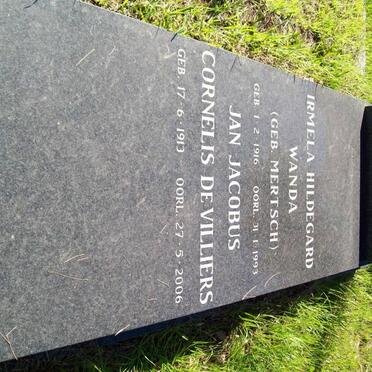 IRMELA HILDEGARD
WANDA
(GEB. MERTSCH)
GEB. 1 · 2 · 1916 OORL. 31 · 1 · 1993
JAN JACOBUS
CORNELIS DE VILLIERS
GEB. 17 · 6 · 1913 OORL. 27 · 5 · 2006